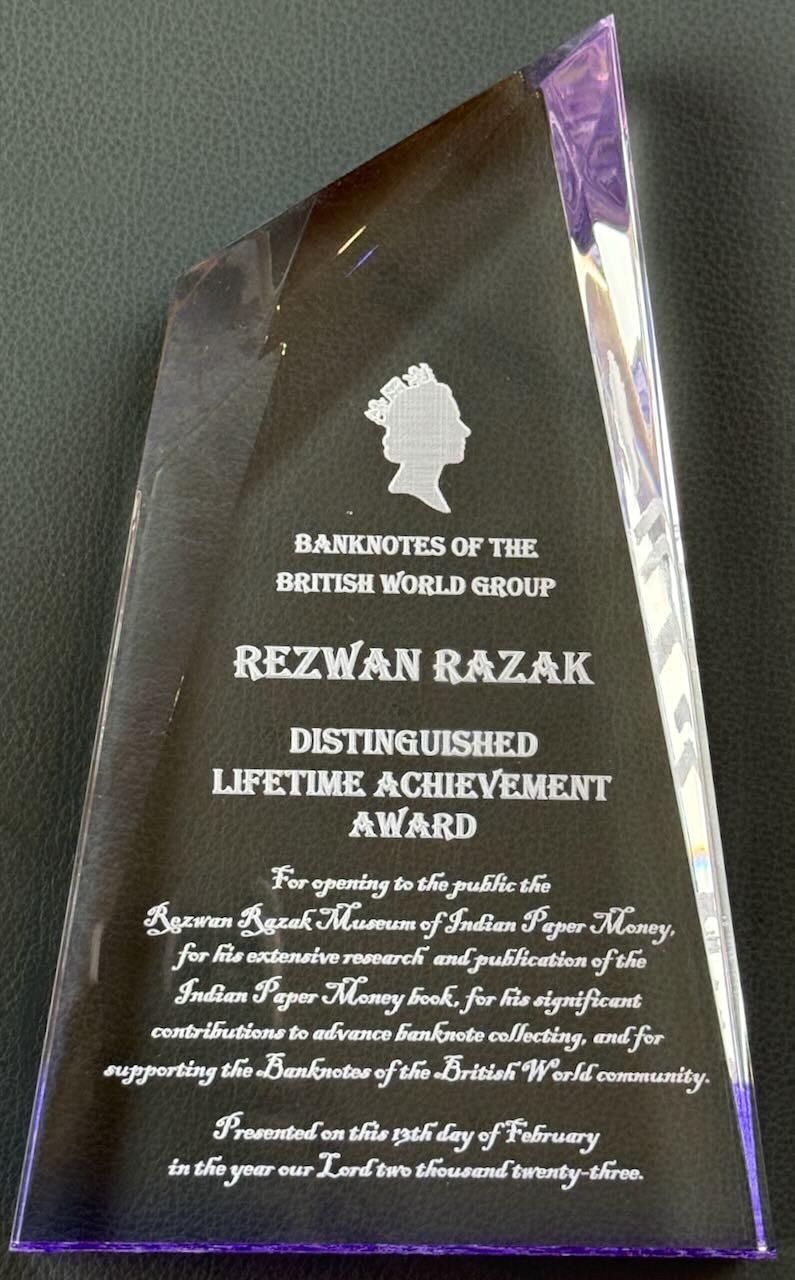 BANKNOTES OF THE
BRITISH WORLD GROUP
REZWAN RAZAK
DISTINGUISHED
LIFETIME ACHIEVEMENT
AWARD
For opening to the public the
Rezwan Razak Museum of Indian Paper Money,
for his extensive research and publication of the
Indian Paper Money book, for his significant
contributions to advance banknote collecting, and for
supporting the Banknotes of the British World community.
Presented on this 13th day of February
in the year our Lord two thousand twenty-three.